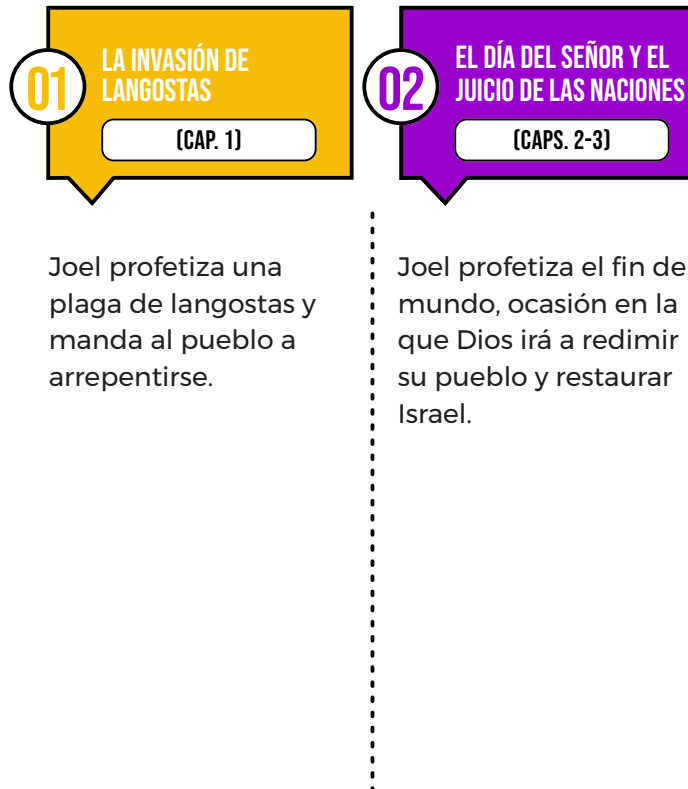 01
LA INVASIÓN DE
LANGOSTAS
(CAP. 1)
Joel profetiza una
plaga de langostas y
manda al pueblo a
arrepentirse.
02
EL DÍA DEL SEÑOR Y EL
JUICIO DE LAS NACIONES
(CAPS. 2-3)
Joel profetiza el fin de
mundo, ocasión en la
que Dios irá a redimir
su pueblo y restaurar
Israel.